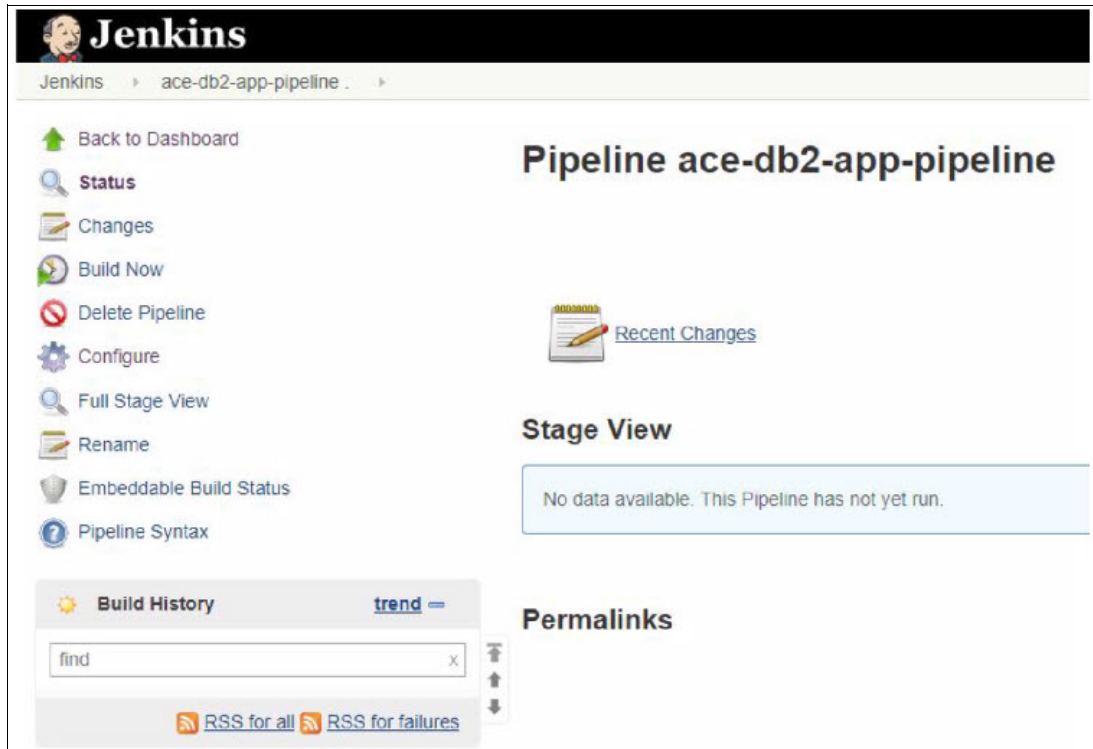 Jenkins
Jenkins ace-db2-app-pipeline .
Back to Dashboard
Status
Changes
Build Now
Delete Pipeline
Configure
Full Stage View
Rename
Embeddable Build Status
Pipeline Syntax
Build History trend
find x
RSS for all RSS for failures
Pipeline ace-db2-app-pipeline
Recent Changes
Stage View
No data available. This Pipeline has not yet run.
Permalinks